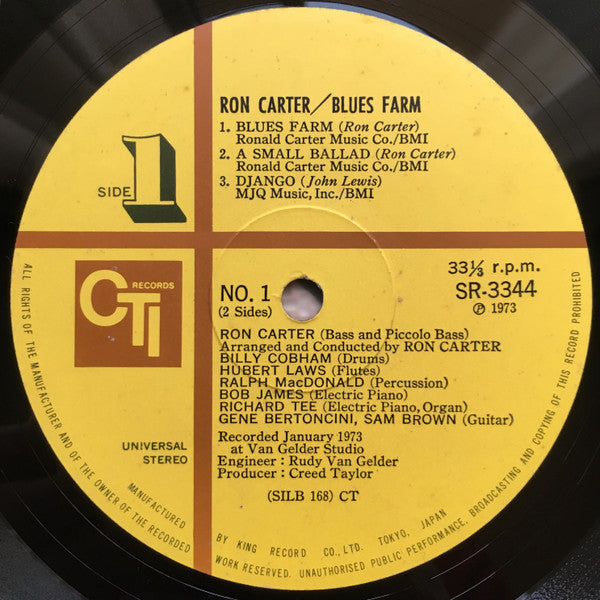 RON CARTER/BLUES FARM
1. BLUES FARM (Ron Carter)
Ronald Carter Music Co./BMI
2. A SMALL BALLAD (Ron Carter)
Ronald Carter Music Co./BMI
3. DJANGO (John Lewis)
MJQ Music, Inc./BMI
SIDE 1
CTI RECORDS
NO. 1
(2 Sides)
33⅓ r.p.m.
SR-3344
℗ 1973
RON CARTER (Bass and Piccolo Bass)
Arranged and Conducted by RON CARTER
BILLY COBHAM (Drums)
HUBERT LAWS (Flutes)
RALPH MacDONALD (Percussion)
BOB JAMES (Electric Piano)
RICHARD TEE (Electric Piano, Organ)
GENE BERTONCINI, SAM BROWN (Guitar)
UNIVERSAL
STEREO
Recorded January 1973
at Van Gelder Studio
Engineer : Rudy Van Gelder
Producer : Creed Taylor
(SILB 168) CT
MANUFACTURED BY KING RECORD CO., LTD. TOKYO, JAPAN
ALL RIGHTS OF THE MANUFACTURER AND OF THE OWNER OF THE RECORDED WORK RESERVED. UNAUTHORISED PUBLIC PERFORMANCE, BROADCASTING AND COPYING OF THIS RECORD PROHIBITED